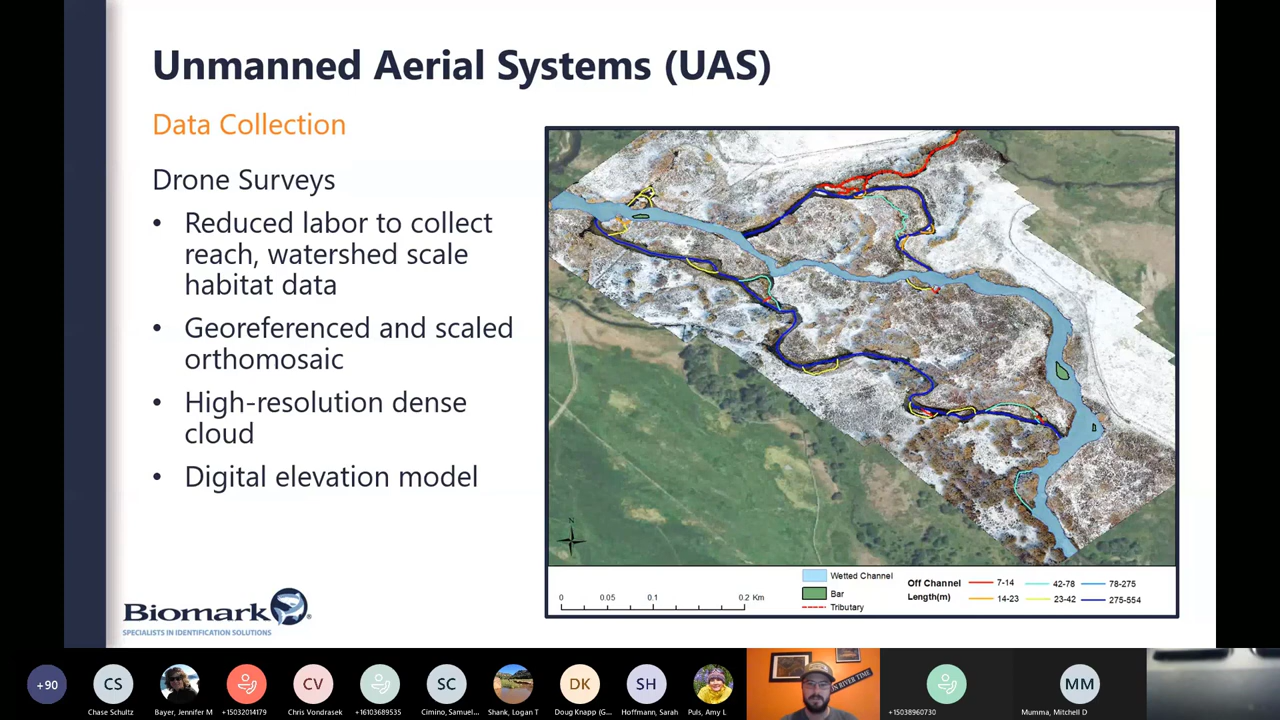 Unmanned Aerial Systems (UAS)
Data Collection
Drone Surveys
• Reduced labor to collect
reach, watershed scale
habitat data
• Georeferenced and scaled
orthomosaic
• High-resolution dense
cloud
• Digital elevation model
Biomark
SPECIALISTS IN IDENTIFICATION SOLUTIONS
N
0 0.05 0.1 0.2 Km
Wetted Channel
Bar
Tributary
Off Channel
Length(m)
7-14
14-23
42-78
23-42
78-275
275-554
+90
CS
Chase Schultz
Bayer, Jennifer M
+15032014179
CV
Chris Vondrasek
+16103689535
SC
Cimino, Samuel...
Shank, Logan T
DK
Doug Knapp (G...
SH
Hoffmann, Sarah
Puls, Amy L
RIVER TIME
+15038960730
MM
Mumma, Mitchell D